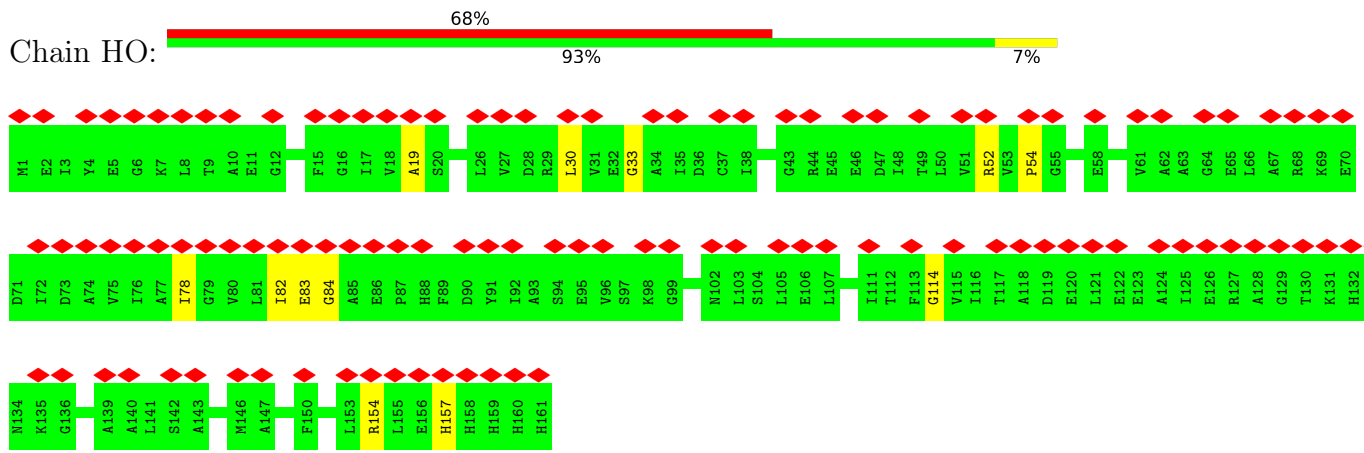 68%
Chain HO:
93% 7%
M1 E2 I3 Y4 E5 G6 K7 L8 T9 A10 E11 G12 F15 G16 I17 V18 A19 S20 L26 V27 D28 R29 L30 V31 E32 G33 A34 I35 D36 C37 I38 G43 R44 E45 E46 D47 I48 T49 L50 V51 R52 V53 P54 G55 E58 V61 A62 A63 G64 E65 L66 A67 R68 K69 E70
D71 I72 D73 A74 V75 I76 A77 I78 G79 V80 L81 I82 E83 G84 A85 E86 P87 H88 F89 D90 Y91 I92 A93 S94 E95 V96 S97 K98 G99 N102 L103 S104 L105 E106 L107 I111 T112 F113 G114 V115 I116 T117 A118 D119 E120 L121 E122 E123 A124 I125 E126 R127 A128 G129 T130 K131 H132
N134 K135 G136 A139 A140 L141 S142 A143 M146 A147 F150 L153 R154 L155 E156 H157 H158 H159 H160 H161